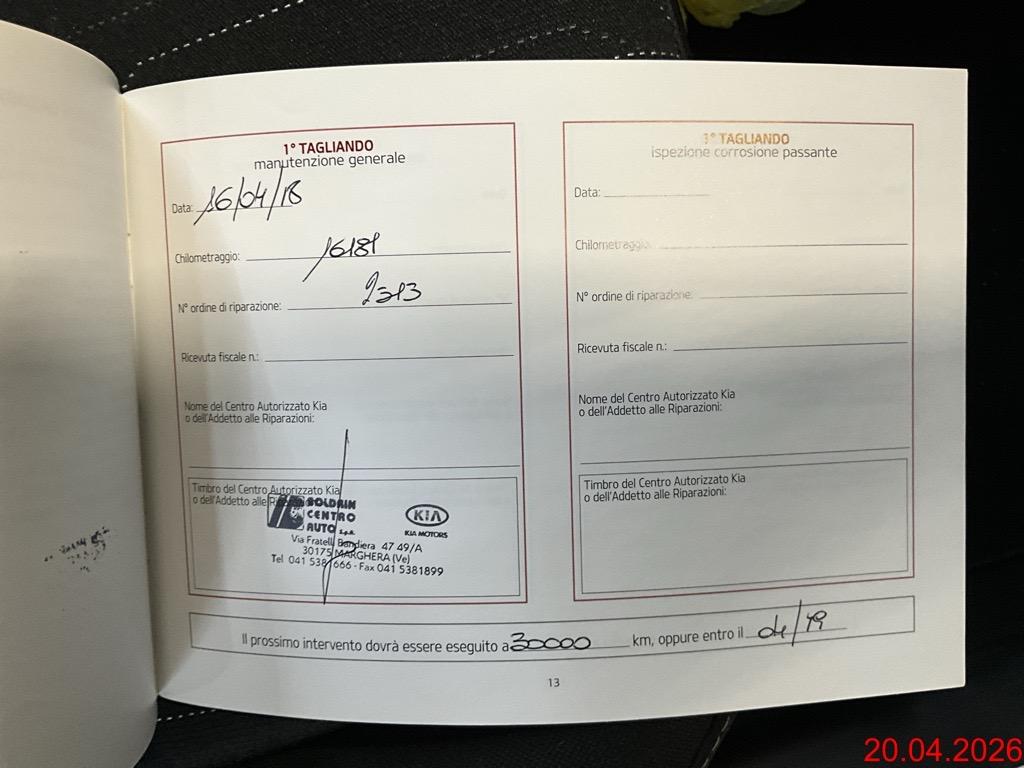 1° TAGLIANDO
manutenzione generale
Data: 16/04/18
Chilometraggio: 16181
N° ordine di riparazione: 2313
Ricevuta fiscale n.:
Nome del Centro Autorizzato Kia
o dell'Addetto alle Riparazioni:
Timbro del Centro Autorizzato Kia
o dell'Addetto alle
BOLDRIN
CENTRO
AUTO S.p.A.
KIA
KIA MOTORS
Via Fratelli Bandiera 47 49/A
30175 MARGHERA (Ve)
Tel 041 5381666 - Fax 041 5381899
1° TAGLIANDO
ispezione corrosione passante
Data:
Chilometraggio:
N° ordine di riparazione:
Ricevuta fiscale n.:
Nome del Centro Autorizzato Kia
o dell'Addetto alle Riparazioni:
Timbro del Centro Autorizzato Kia
o dell'Addetto alle Riparazioni:
Il prossimo intervento dovrà essere eseguito a 30000 km, oppure entro il 04/19
13
20.04.2026